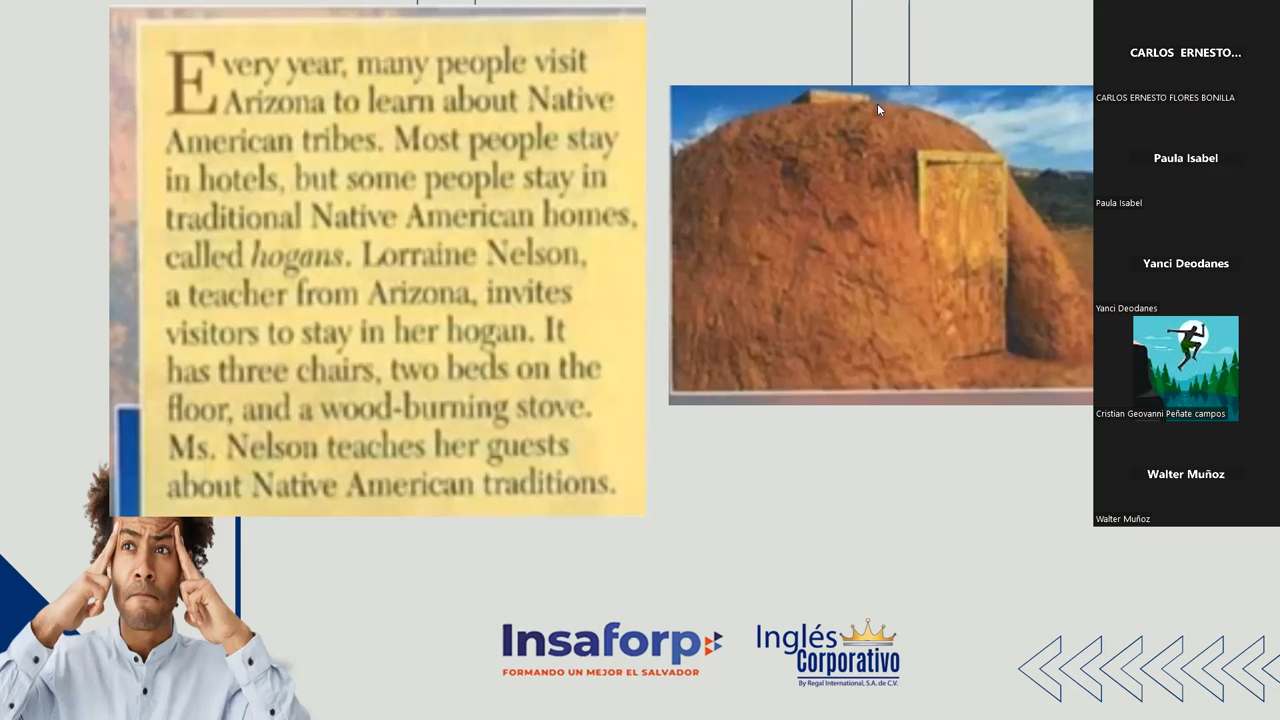 Every year, many people visit
Arizona to learn about Native
American tribes. Most people stay
in hotels, but some people stay in
traditional Native American homes,
called hogans. Lorraine Nelson,
a teacher from Arizona, invites
visitors to stay in her hogan. It
has three chairs, two beds on the
floor, and a wood-burning stove.
Ms. Nelson teaches her guests
about Native American traditions.
CARLOS ERNESTO...
CARLOS ERNESTO FLORES BONILLA
Paula Isabel
Paula Isabel
Yanci Deodanes
Yanci Deodanes
Cristian Geovanni Peñate campos
Walter Muñoz
Walter Muñoz
Insaforp
FORMANDO UN MEJOR EL SALVADOR
Inglés
Corporativo
By Regal International, S.A. de C.V.